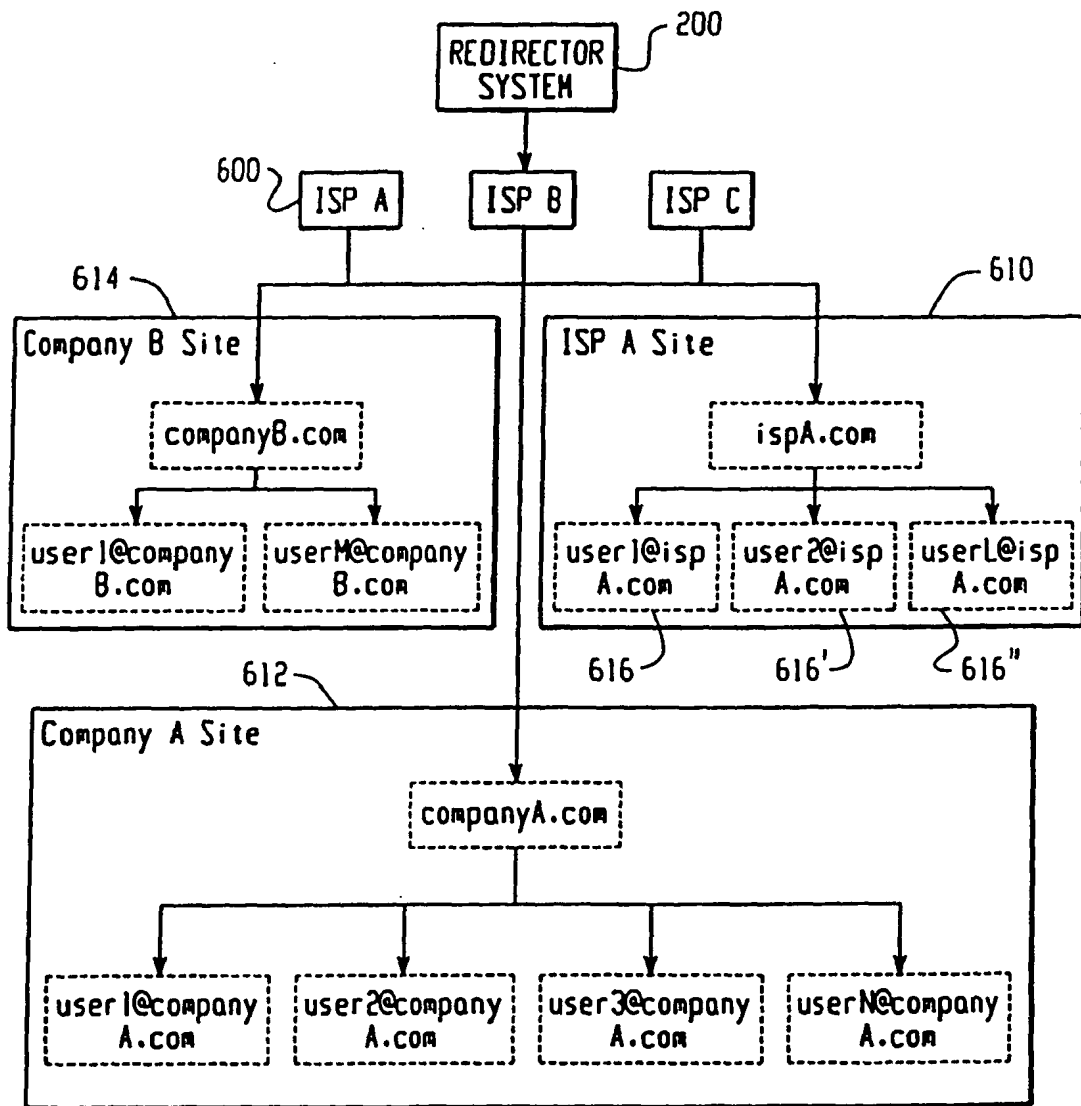 200
REDIRECTOR
SYSTEM
600
ISP A
ISP B
ISP C
614
610
Company B Site
ISP A Site
companyB.com
ispA.com
user1@company
B.com
userM@company
B.com
user1@isp
A.com
user2@isp
A.com
userL@isp
A.com
616
616'
616"
612
Company A Site
companyA.com
user1@company
A.com
user2@company
A.com
user3@company
A.com
userN@company
A.com